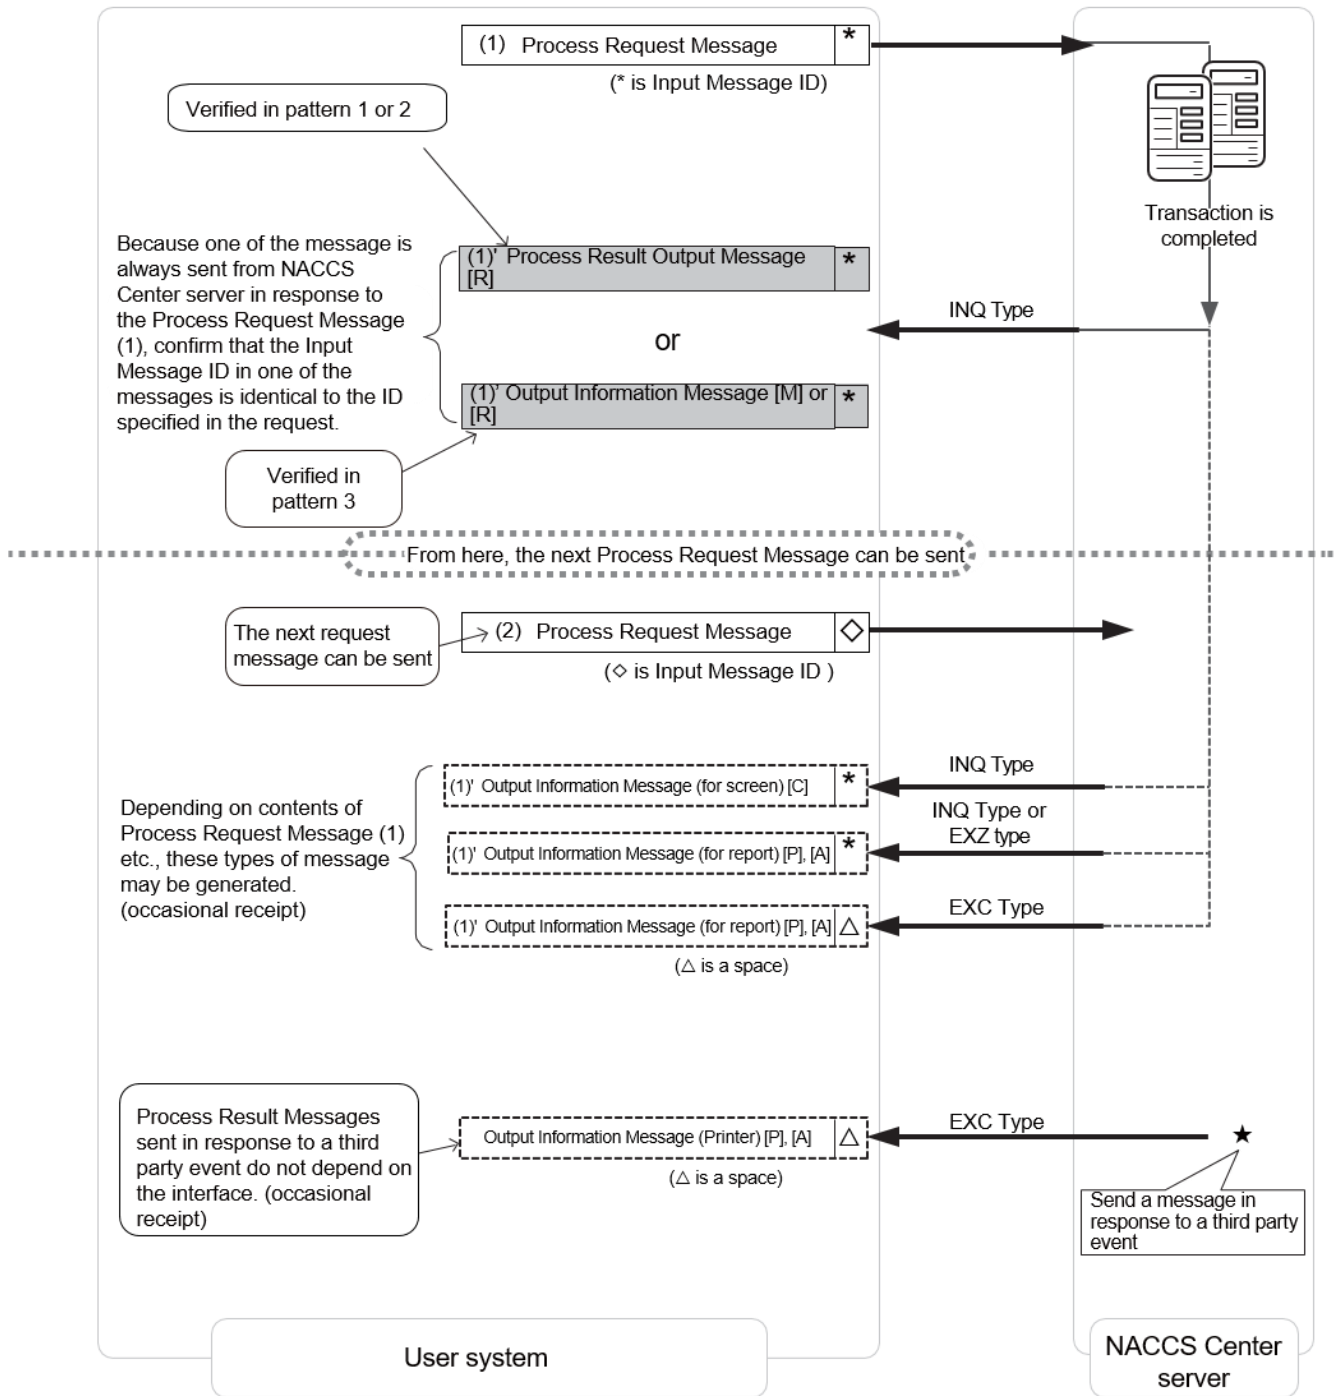 (1) Process Request Message *
(* is Input Message ID)
Verified in pattern 1 or 2
Transaction is
completed
Because one of the message is
always sent from NACCS
Center server in response to
the Process Request Message
(1), confirm that the Input
Message ID in one of the
messages is identical to the ID
specified in the request.
(1)' Process Result Output Message
[R] *
INQ Type
or
(1)' Output Information Message [M] or
[R] *
Verified in
pattern 3
From here, the next Process Request Message can be sent
The next request
message can be sent
(2) Process Request Message ◇
(◇ is Input Message ID )
Depending on contents of
Process Request Message (1)
etc., these types of message
may be generated.
(occasional receipt)
INQ Type
(1)' Output Information Message (for screen) [C] *
INQ Type or
EXZ type
(1)' Output Information Message (for report) [P], [A] *
EXC Type
(1)' Output Information Message (for report) [P], [A] △
(△ is a space)
Process Result Messages
sent in response to a third
party event do not depend on
the interface. (occasional
receipt)
EXC Type
Output Information Message (Printer) [P], [A] △
(△ is a space)
★
Send a message in
response to a third party
event
User system
NACCS Center
server